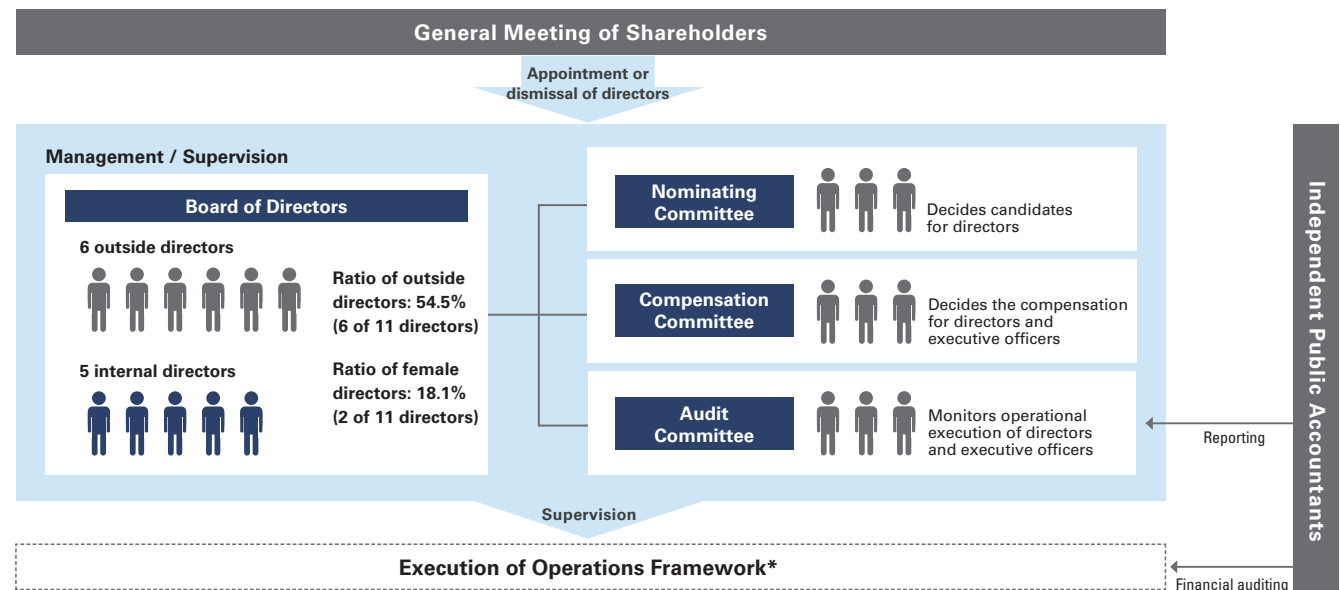 General Meeting of Shareholders
Appointment or
dismissal of directors
Management / Supervision
Board of Directors
6 outside directors
Ratio of outside
directors: 54.5%
(6 of 11 directors)
5 internal directors
Ratio of female
directors: 18.1%
(2 of 11 directors)
Nominating
Committee
Decides candidates
for directors
Compensation
Committee
Decides the compensation
for directors and
executive officers
Audit
Committee
Monitors operational
execution of directors
and executive officers
Reporting
Independent Public Accountants
Supervision
Execution of Operations Framework*
Financial auditing